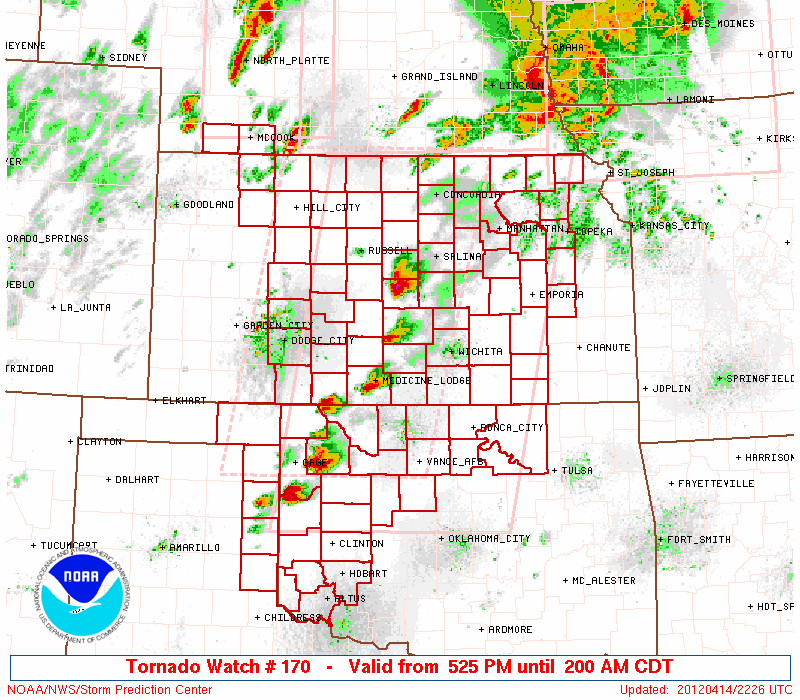 DES_MOINES
OMAHA
EYENNE
SIDNEY
OTTU
NORTH_PLATTE
GRAND_ISLAND
LINCOLN
LAMONI
MCCOOK
KIRKS
ER
ST_JOSEPH
CONCORDIA
GOODLAND
HILL_CITY
MANHATTAN
TOPEKA
KANSAS_CITY
ORADO_SPRINGS
RUSSELL
SALINA
EBLO
EMPORIA
LA_JUNTA
GARDEN_CITY
DODGE_CITY
CHANUTE
WICHITA
TRINIDAD
MEDICINE_LODGE
SPRINGFIELD
JOPLIN
ELKHART
PONCA_CITY
CLAYTON
HARRISON
GAGE
VANCE_AFB
TULSA
DALHART
FAYETTEVILLE
TUCUMCARI
AMARILLO
CLINTON
OKLAHOMA_CITY
FORT_SMITH
HOBART
MC_ALESTER
ALTUS
HOT_SP
CHILDRESS
ARDMORE
NATIONAL OCEANIC AND ATMOSPHERIC ADMINISTRATION
NOAA
U.S. DEPARTMENT OF COMMERCE
Tornado Watch # 170 - Valid from 525 PM until 200 AM CDT
NOAA/NWS/Storm Prediction Center Updated: 20120414/2226 UTC